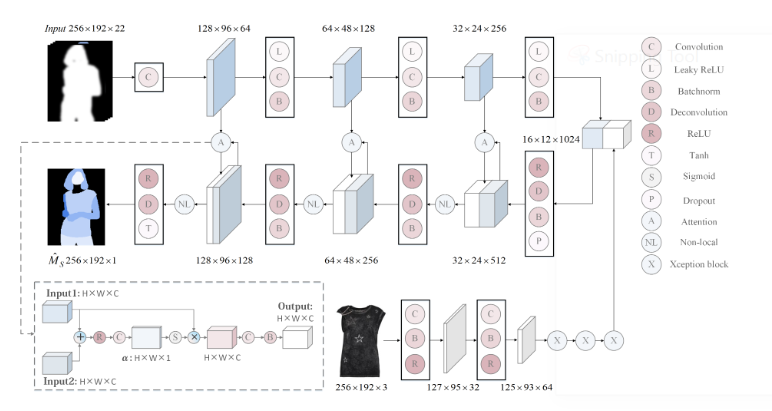 Input 256×192×22
128×96×64
64×48×128
32×24×256
C
L
C
B
L
C
B
L
C
B
A
A
A
16×12×1024
R
D
T
NL
R
D
B
NL
R
D
B
NL
R
D
B
P
M̂_S 256×192×1
128×96×128
64×48×256
32×24×512
C Convolution
L Leaky ReLU
B Batchnorm
D Deconvolution
R ReLU
T Tanh
S Sigmoid
P Dropout
A Attention
NL Non-local
X Xception block
Input1: H×W×C
Output:
H×W×C
+ R C S × C B
α: H×W×1
H×W×C
Input2: H×W×C
C
B
R
C
B
R
X X X
256×192×3
127×95×32
125×93×64